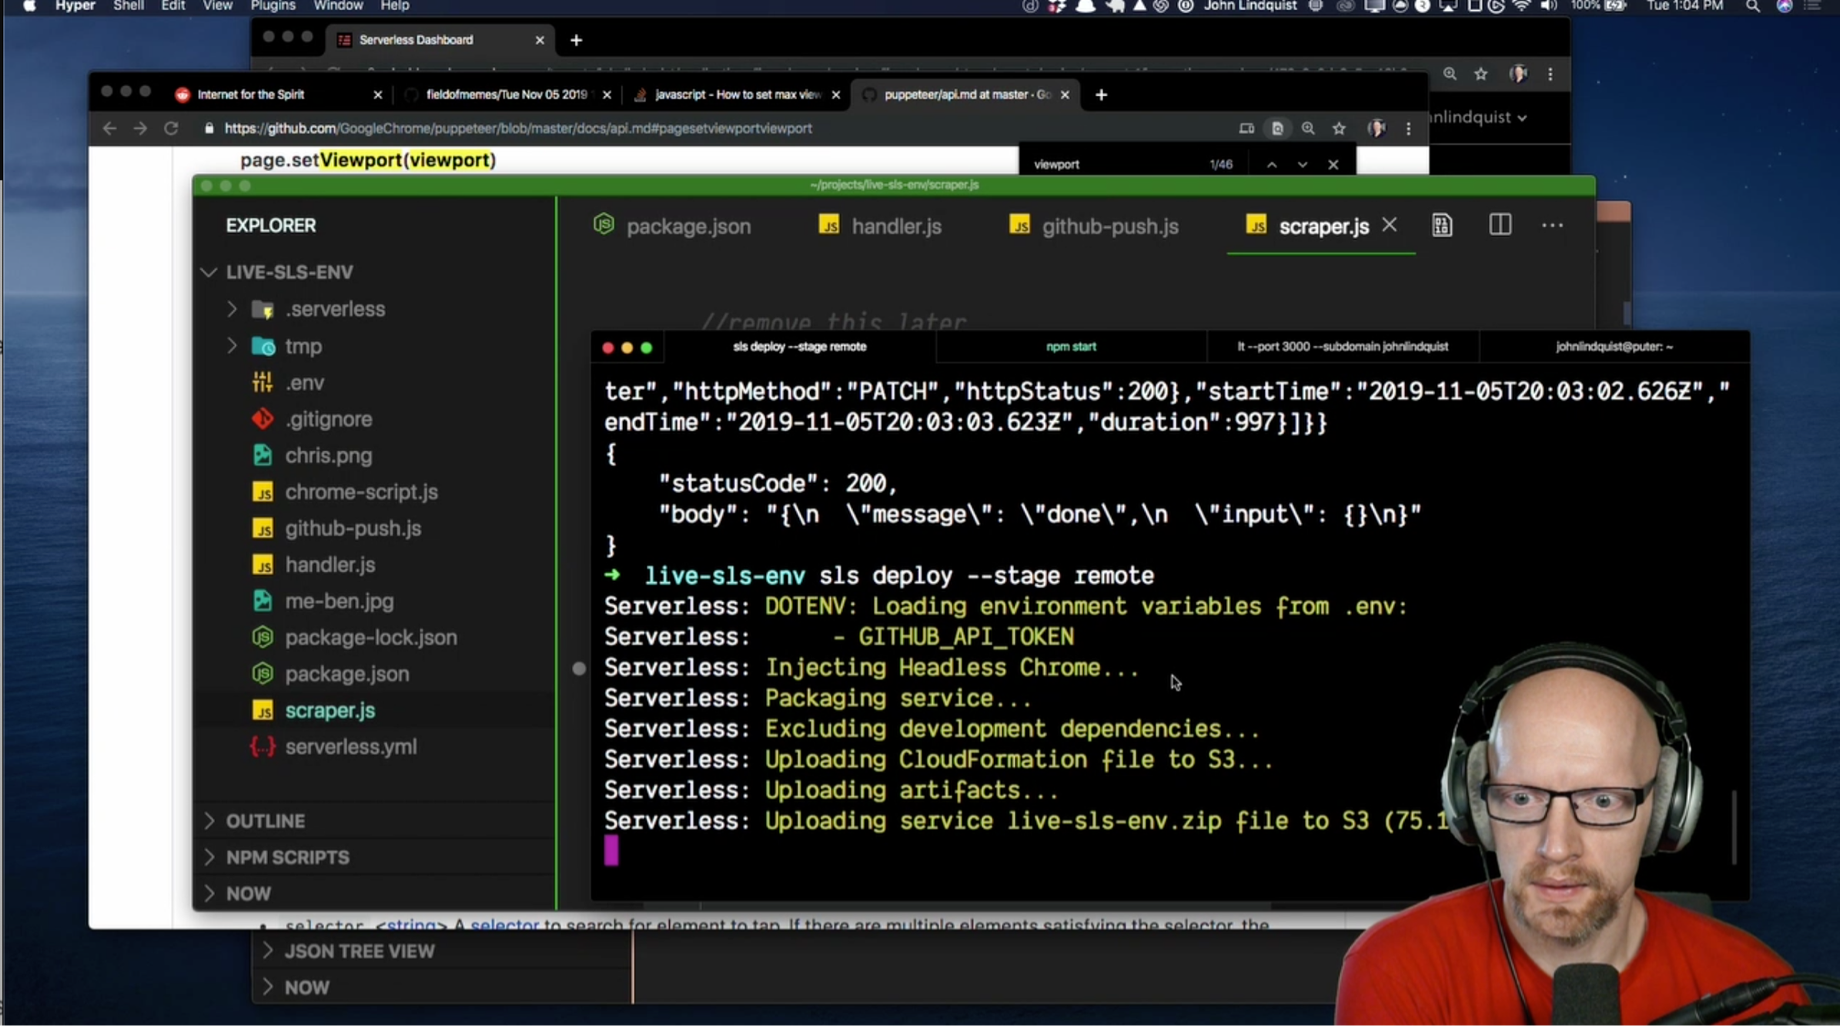 Hyper Shell Edit View Plugins Window Help
John Lindquist
100%
Tue 1:04 PM
Serverless Dashboard
Internet for the Spirit
fieldofmemes/Tue Nov 05 2019
javascript - How to set max view
puppeteer/api.md at master · Go
https://github.com/GoogleChrome/puppeteer/blob/master/docs/api.md#pagesetviewportviewport
nlindquist
page.setViewport(viewport)
viewport 1/46
~/projects/live-sls-env/scraper.js
EXPLORER
package.json
handler.js
github-push.js
scraper.js
LIVE-SLS-ENV
.serverless
tmp
.env
.gitignore
chris.png
chrome-script.js
github-push.js
handler.js
me-ben.jpg
package-lock.json
package.json
scraper.js
serverless.yml
OUTLINE
NPM SCRIPTS
NOW
//remove this later
sls deploy --stage remote
npm start
lt --port 3000 --subdomain johnlindquist
johnlindquist@puter: ~
ter","httpMethod":"PATCH","httpStatus":200},"startTime":"2019-11-05T20:03:02.626Z","
endTime":"2019-11-05T20:03:03.623Z","duration":997}]}}
{
"statusCode": 200,
"body": "{\n \"message\": \"done\",\n \"input\": {}\n}"
}
➜ live-sls-env sls deploy --stage remote
Serverless: DOTENV: Loading environment variables from .env:
Serverless: - GITHUB_API_TOKEN
Serverless: Injecting Headless Chrome...
Serverless: Packaging service...
Serverless: Excluding development dependencies...
Serverless: Uploading CloudFormation file to S3...
Serverless: Uploading artifacts...
Serverless: Uploading service live-sls-env.zip file to S3 (75.1
selector <string> A selector to search for element to tap. If there are multiple elements satisfying the selector, the
JSON TREE VIEW
NOW